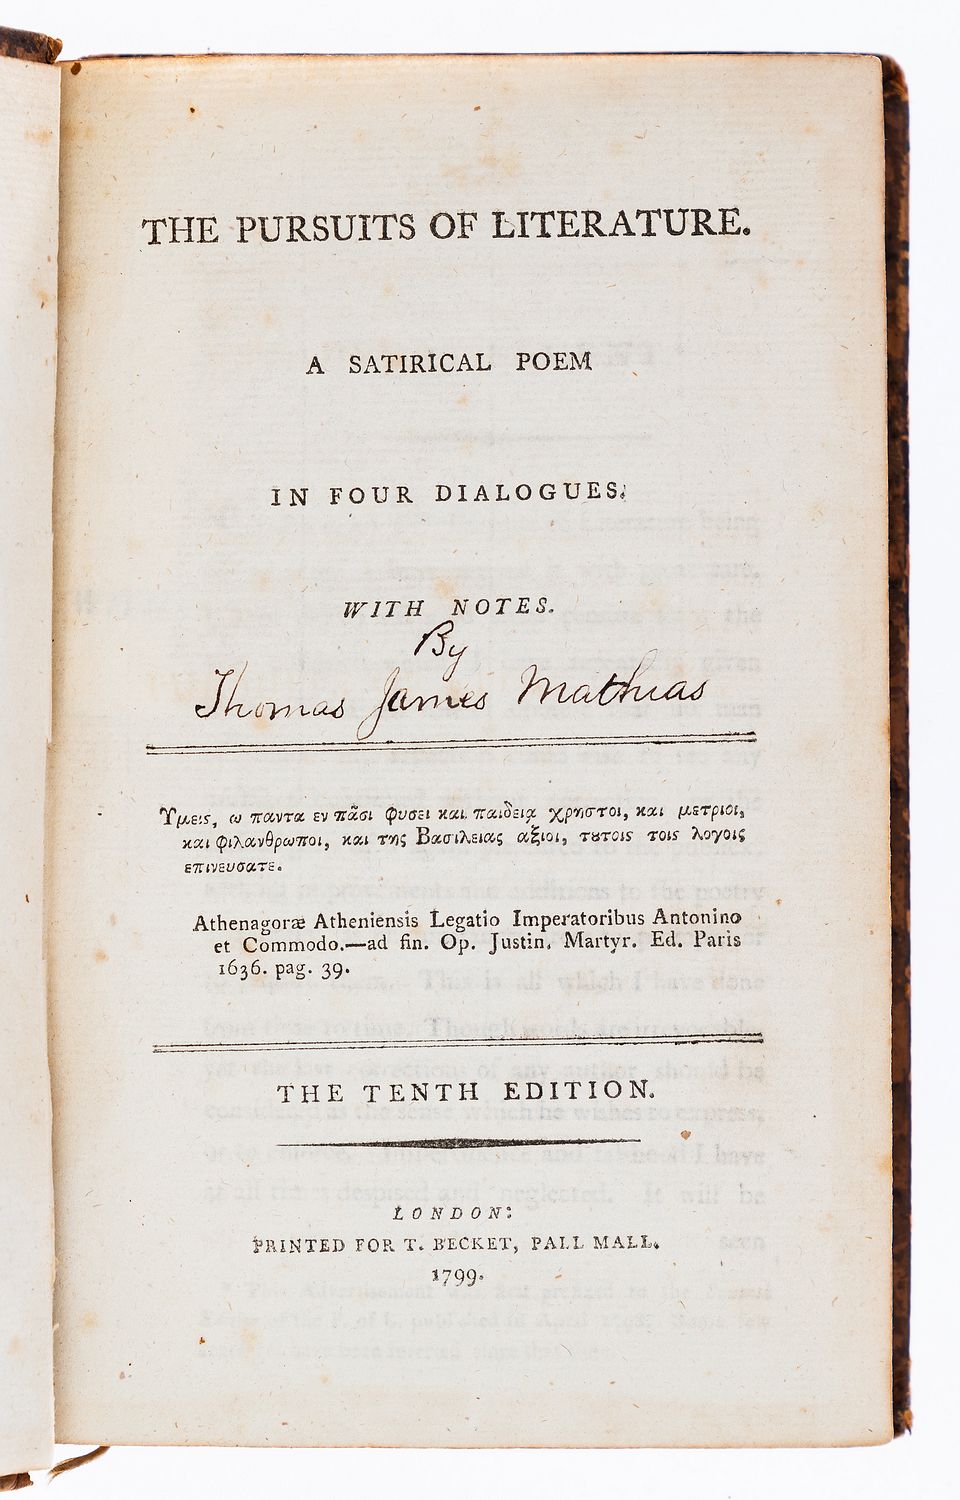 THE PURSUITS OF LITERATURE.
A SATIRICAL POEM
IN FOUR DIALOGUES.
WITH NOTES.
By
Thomas James Mathias
Ὑμεις, ω παντα εν πᾶσι φυσει και παιδείᾳ χρηστοι, και μετριοι,
και φιλανθρωποι, και της Βασιλειας αξιοι, τȣτοις τοις λογοις
επινευσατε.
Athenagoræ Atheniensis Legatio Imperatoribus Antonino
et Commodo.—ad fin. Op. Justin. Martyr. Ed. Paris
1636. pag. 39.
THE TENTH EDITION.
LONDON:
PRINTED FOR T. BECKET, PALL MALL.
1799.